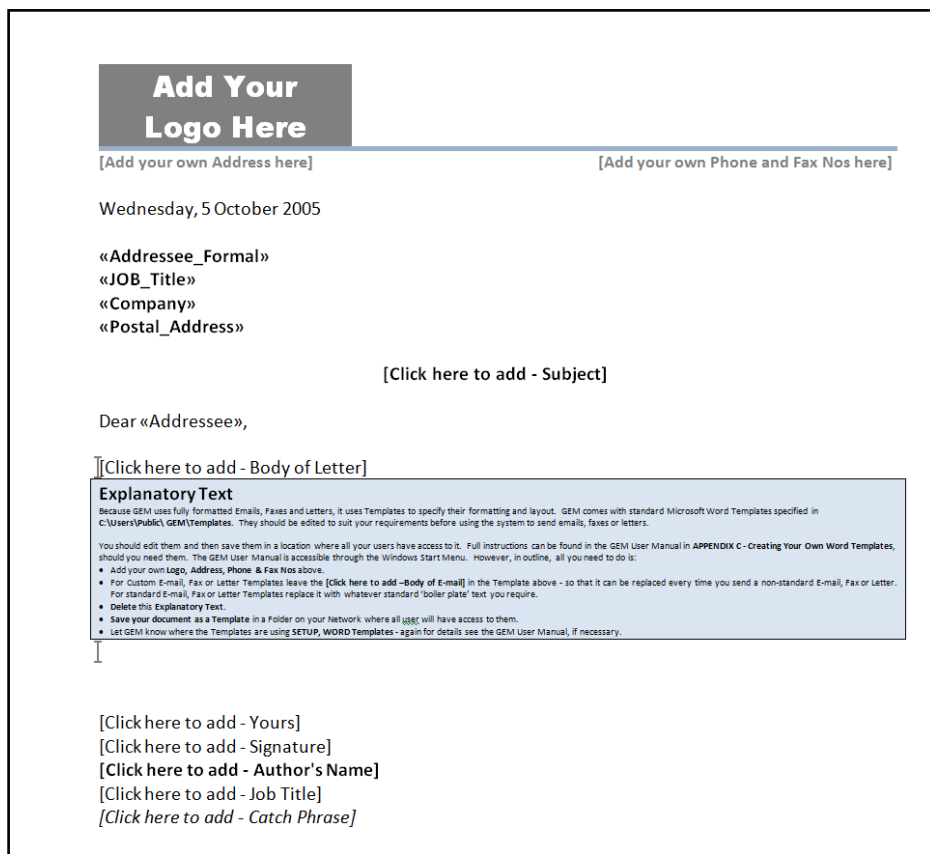 Add Your
Logo Here
[Add your own Address here] [Add your own Phone and Fax Nos here]
Wednesday, 5 October 2005
«Addressee_Formal»
«JOB_Title»
«Company»
«Postal_Address»
[Click here to add - Subject]
Dear «Addressee»,
[Click here to add - Body of Letter]
Explanatory Text
Because GEM uses fully formatted Emails, Faxes and Letters, it uses Templates to specify their formatting and layout. GEM comes with standard Microsoft Word Templates specified in
C:\Users\Public\ GEM\Templates. They should be edited to suit your requirements before using the system to send emails, faxes or letters.
You should edit them and then save them in a location where all your users have access to it. Full instructions can be found in the GEM User Manual in APPENDIX C - Creating Your Own Word Templates,
should you need them. The GEM User Manual is accessible through the Windows Start Menu. However, in outline, all you need to do is:
• Add your own Logo, Address, Phone & Fax Nos above.
• For Custom E-mail, Fax or Letter Templates leave the [Click here to add –Body of E-mail] in the Template above - so that it can be replaced every time you send a non-standard E-mail, Fax or Letter.
For standard E-mail, Fax or Letter Templates replace it with whatever standard 'boiler plate' text you require.
• Delete this Explanatory Text.
• Save your document as a Template in a Folder on your Network where all user will have access to them.
• Let GEM know where the Templates are using SETUP, WORD Templates - again for details see the GEM User Manual, if necessary.
[Click here to add - Yours]
[Click here to add - Signature]
[Click here to add - Author's Name]
[Click here to add - Job Title]
[Click here to add - Catch Phrase]